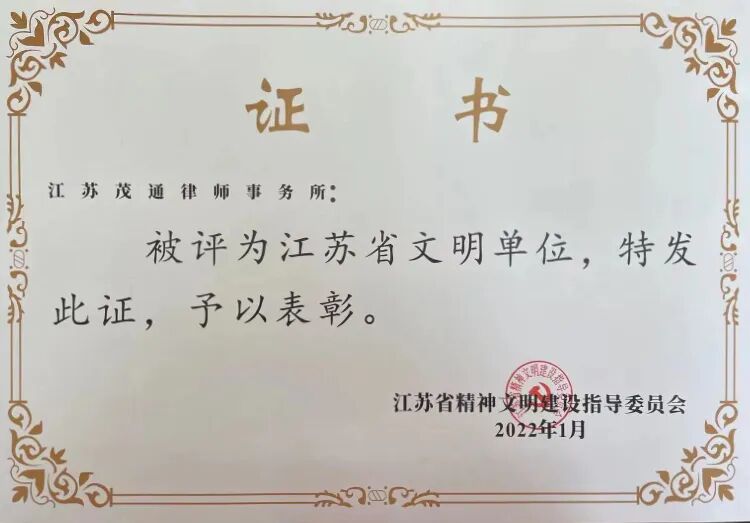 证书
江苏茂通律师事务所：
被评为江苏省文明单位，特发
此证，予以表彰。
江苏省精神文明建设指导委员会
2022年1月